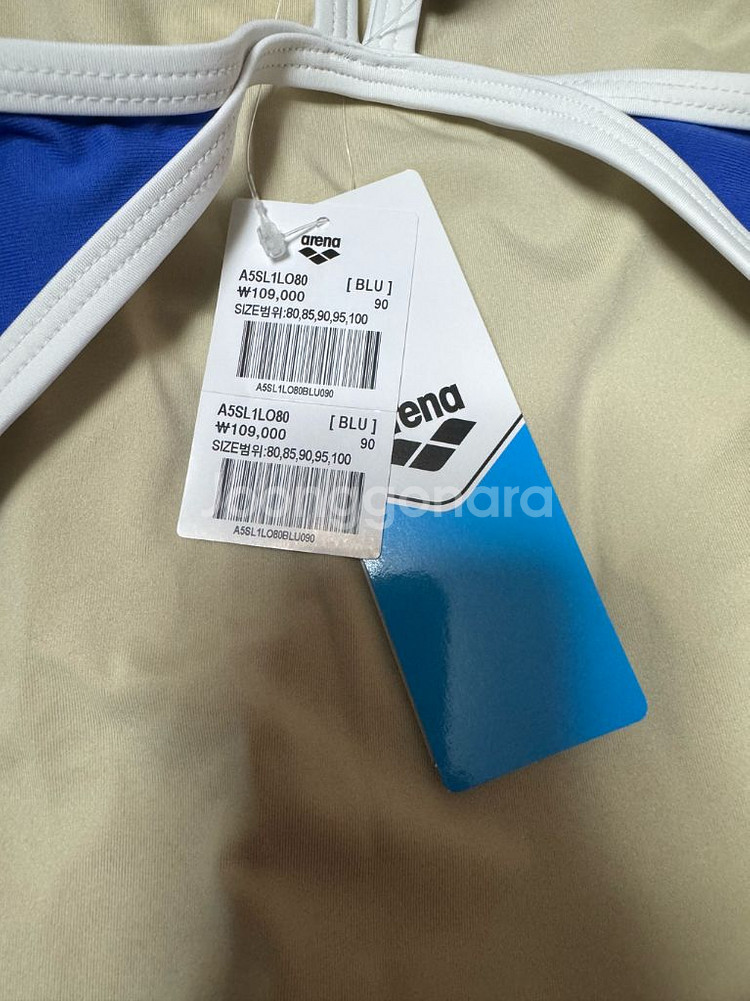 arena
A5SL1LO80 [ BLU ]
₩109,000 90
SIZE범위:80,85,90,95,100
A5SL1LO80BLU090
A5SL1LO80 [ BLU ]
₩109,000 90
SIZE범위:80,85,90,95,100
A5SL1LO80BLU090
rena
Joonggonara